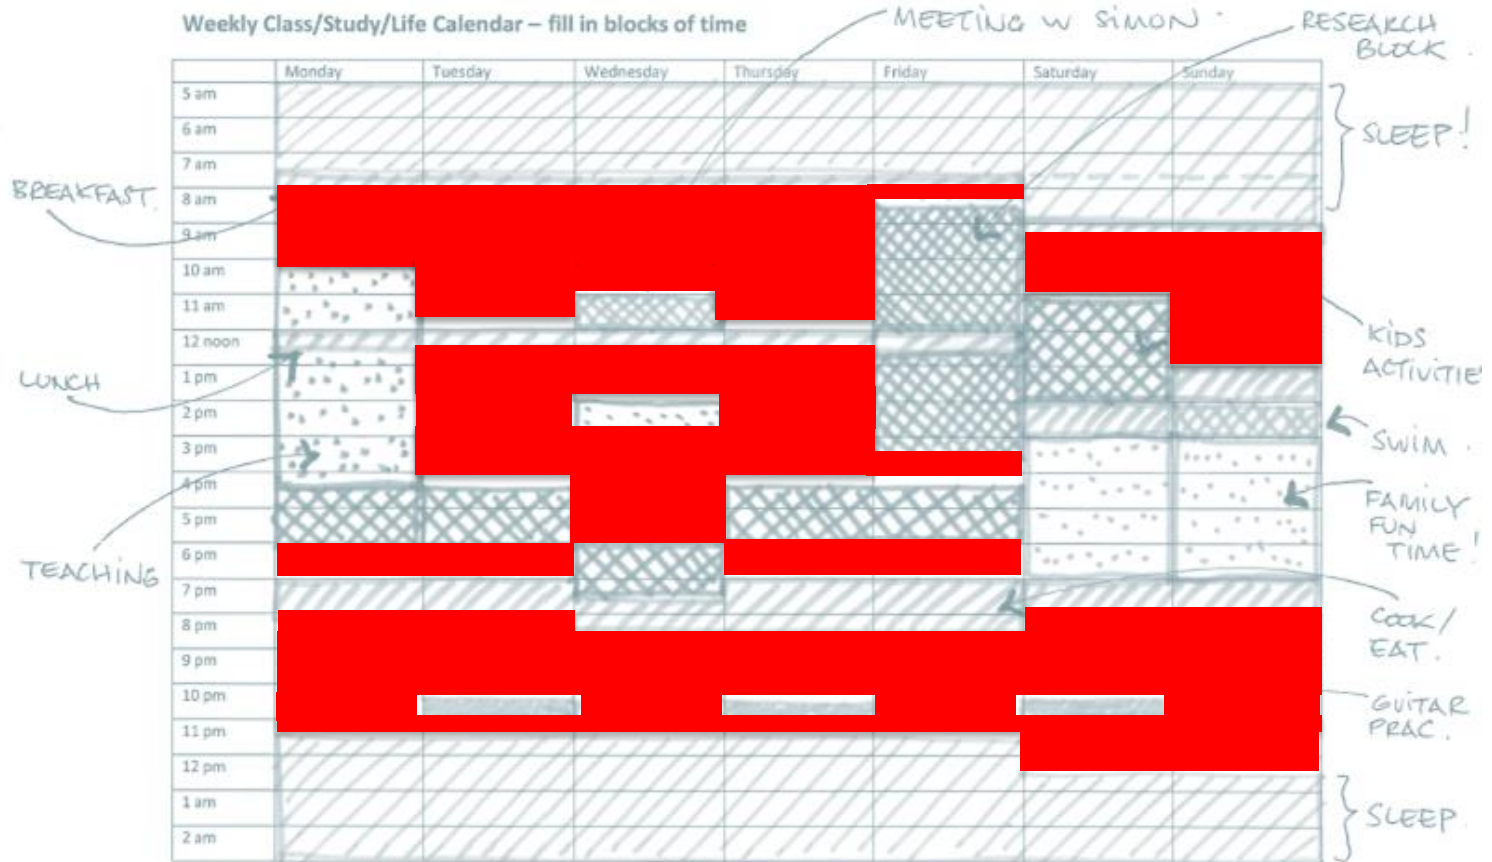 Weekly Class/Study/Life Calendar – fill in blocks of time
MEETING W SIMON
RESEARCH
BLOCK
Monday Tuesday Wednesday Thursday Friday Saturday Sunday
5 am
6 am
7 am
8 am
9 am
10 am
11 am
12 noon
1 pm
2 pm
3 pm
4 pm
5 pm
6 pm
7 pm
8 pm
9 pm
10 pm
11 pm
12 pm
1 am
2 am
BREAKFAST.
LUNCH
TEACHING
SLEEP!
KIDS
ACTIVITIE
SWIM
FAMILY
FUN
TIME!
COOK/
EAT.
GUITAR
PRAC.
SLEEP